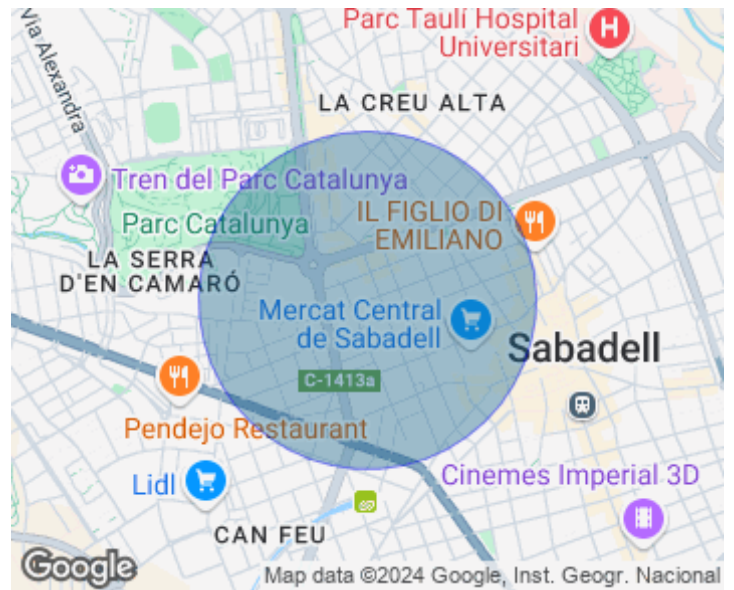 Via Alexandra
Parc Taulí Hospital
Universitari
H
LA CREU ALTA
Tren del Parc Catalunya
Parc Catalunya
IL FIGLIO DI
EMILIANO
LA SERRA
D'EN CAMARÓ
Mercat Central
de Sabadell
Sabadell
C-1413a
Pendejo Restaurant
Lidl
Cinemes Imperial 3D
CAN FEU
Google
Map data ©2024 Google, Inst. Geogr. Nacional